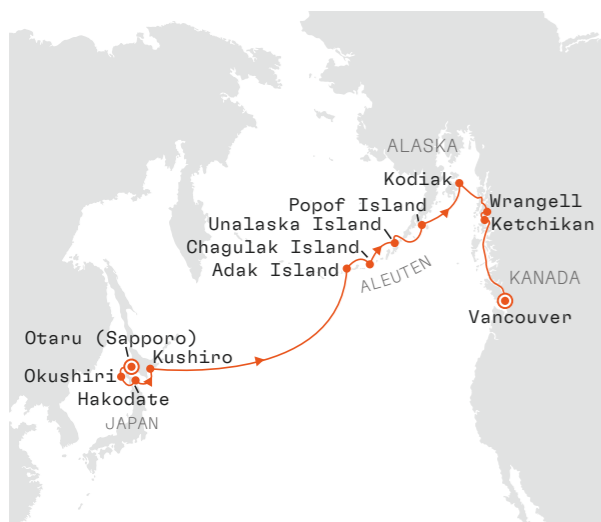 ALASKA
Kodiak
Wrangell
Popof Island
Ketchikan
Unalaska Island
Chagulak Island
Adak Island
ALEUTEN
KANADA
Vancouver
Otaru (Sapporo)
Kushiro
Okushiri
Hakodate
JAPAN